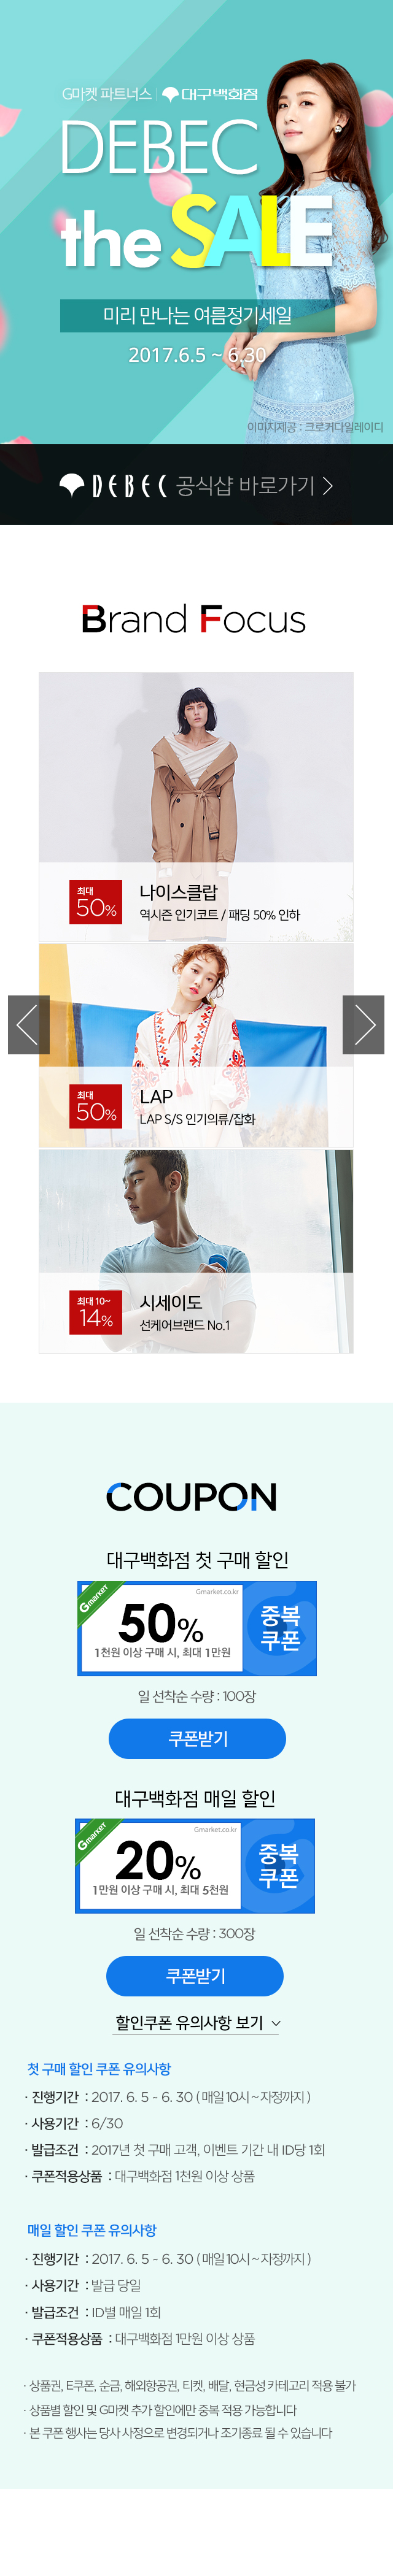 G마켓 파트너스 | 대구백화점
DEBEC
the SALE
미리 만나는 여름정기세일
2017.6.5 ~ 6.30
이미지제공 : 크로커다일레이디
DEBEC 공식샵 바로가기
Brand Focus
최대
50%
나이스클랍
역시즌 인기코트 / 패딩 50% 인하
최대
50%
LAP
LAP S/S 인기의류/잡화
최대 10~
14%
시세이도
선케어브랜드 No.1
COUPON
대구백화점 첫 구매 할인
Gmarket
Gmarket.co.kr
50%
1천원 이상 구매 시, 최대 1만원
중복
쿠폰
일 선착순 수량 : 100장
쿠폰받기
대구백화점 매일 할인
Gmarket
Gmarket.co.kr
20%
1만원 이상 구매 시, 최대 5천원
중복
쿠폰
일 선착순 수량 : 300장
쿠폰받기
할인쿠폰 유의사항 보기
첫 구매 할인 쿠폰 유의사항
· 진행기간 : 2017. 6. 5 - 6. 30 ( 매일 10시 ~ 자정까지 )
· 사용기간 : 6/30
· 발급조건 : 2017년 첫 구매 고객, 이벤트 기간 내 ID당 1회
· 쿠폰적용상품 : 대구백화점 1천원 이상 상품
매일 할인 쿠폰 유의사항
· 진행기간 : 2017. 6. 5 - 6. 30 ( 매일 10시 ~ 자정까지 )
· 사용기간 : 발급 당일
· 발급조건 : ID별 매일 1회
· 쿠폰적용상품 : 대구백화점 1만원 이상 상품
· 상품권, E쿠폰, 순금, 해외항공권, 티켓, 배달, 현금성 카테고리 적용 불가
· 상품별 할인 및 G마켓 추가 할인에만 중복 적용 가능합니다
· 본 쿠폰 행사는 당사 사정으로 변경되거나 조기종료 될 수 있습니다